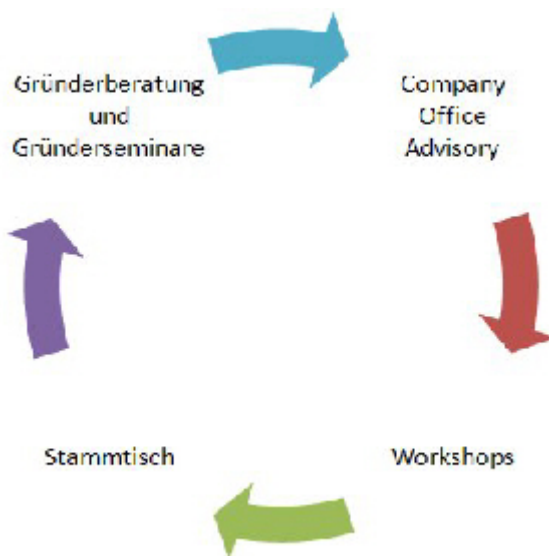 Gründerberatung
und
Gründerseminare
Company
Office
Advisory
Stammtisch
Workshops